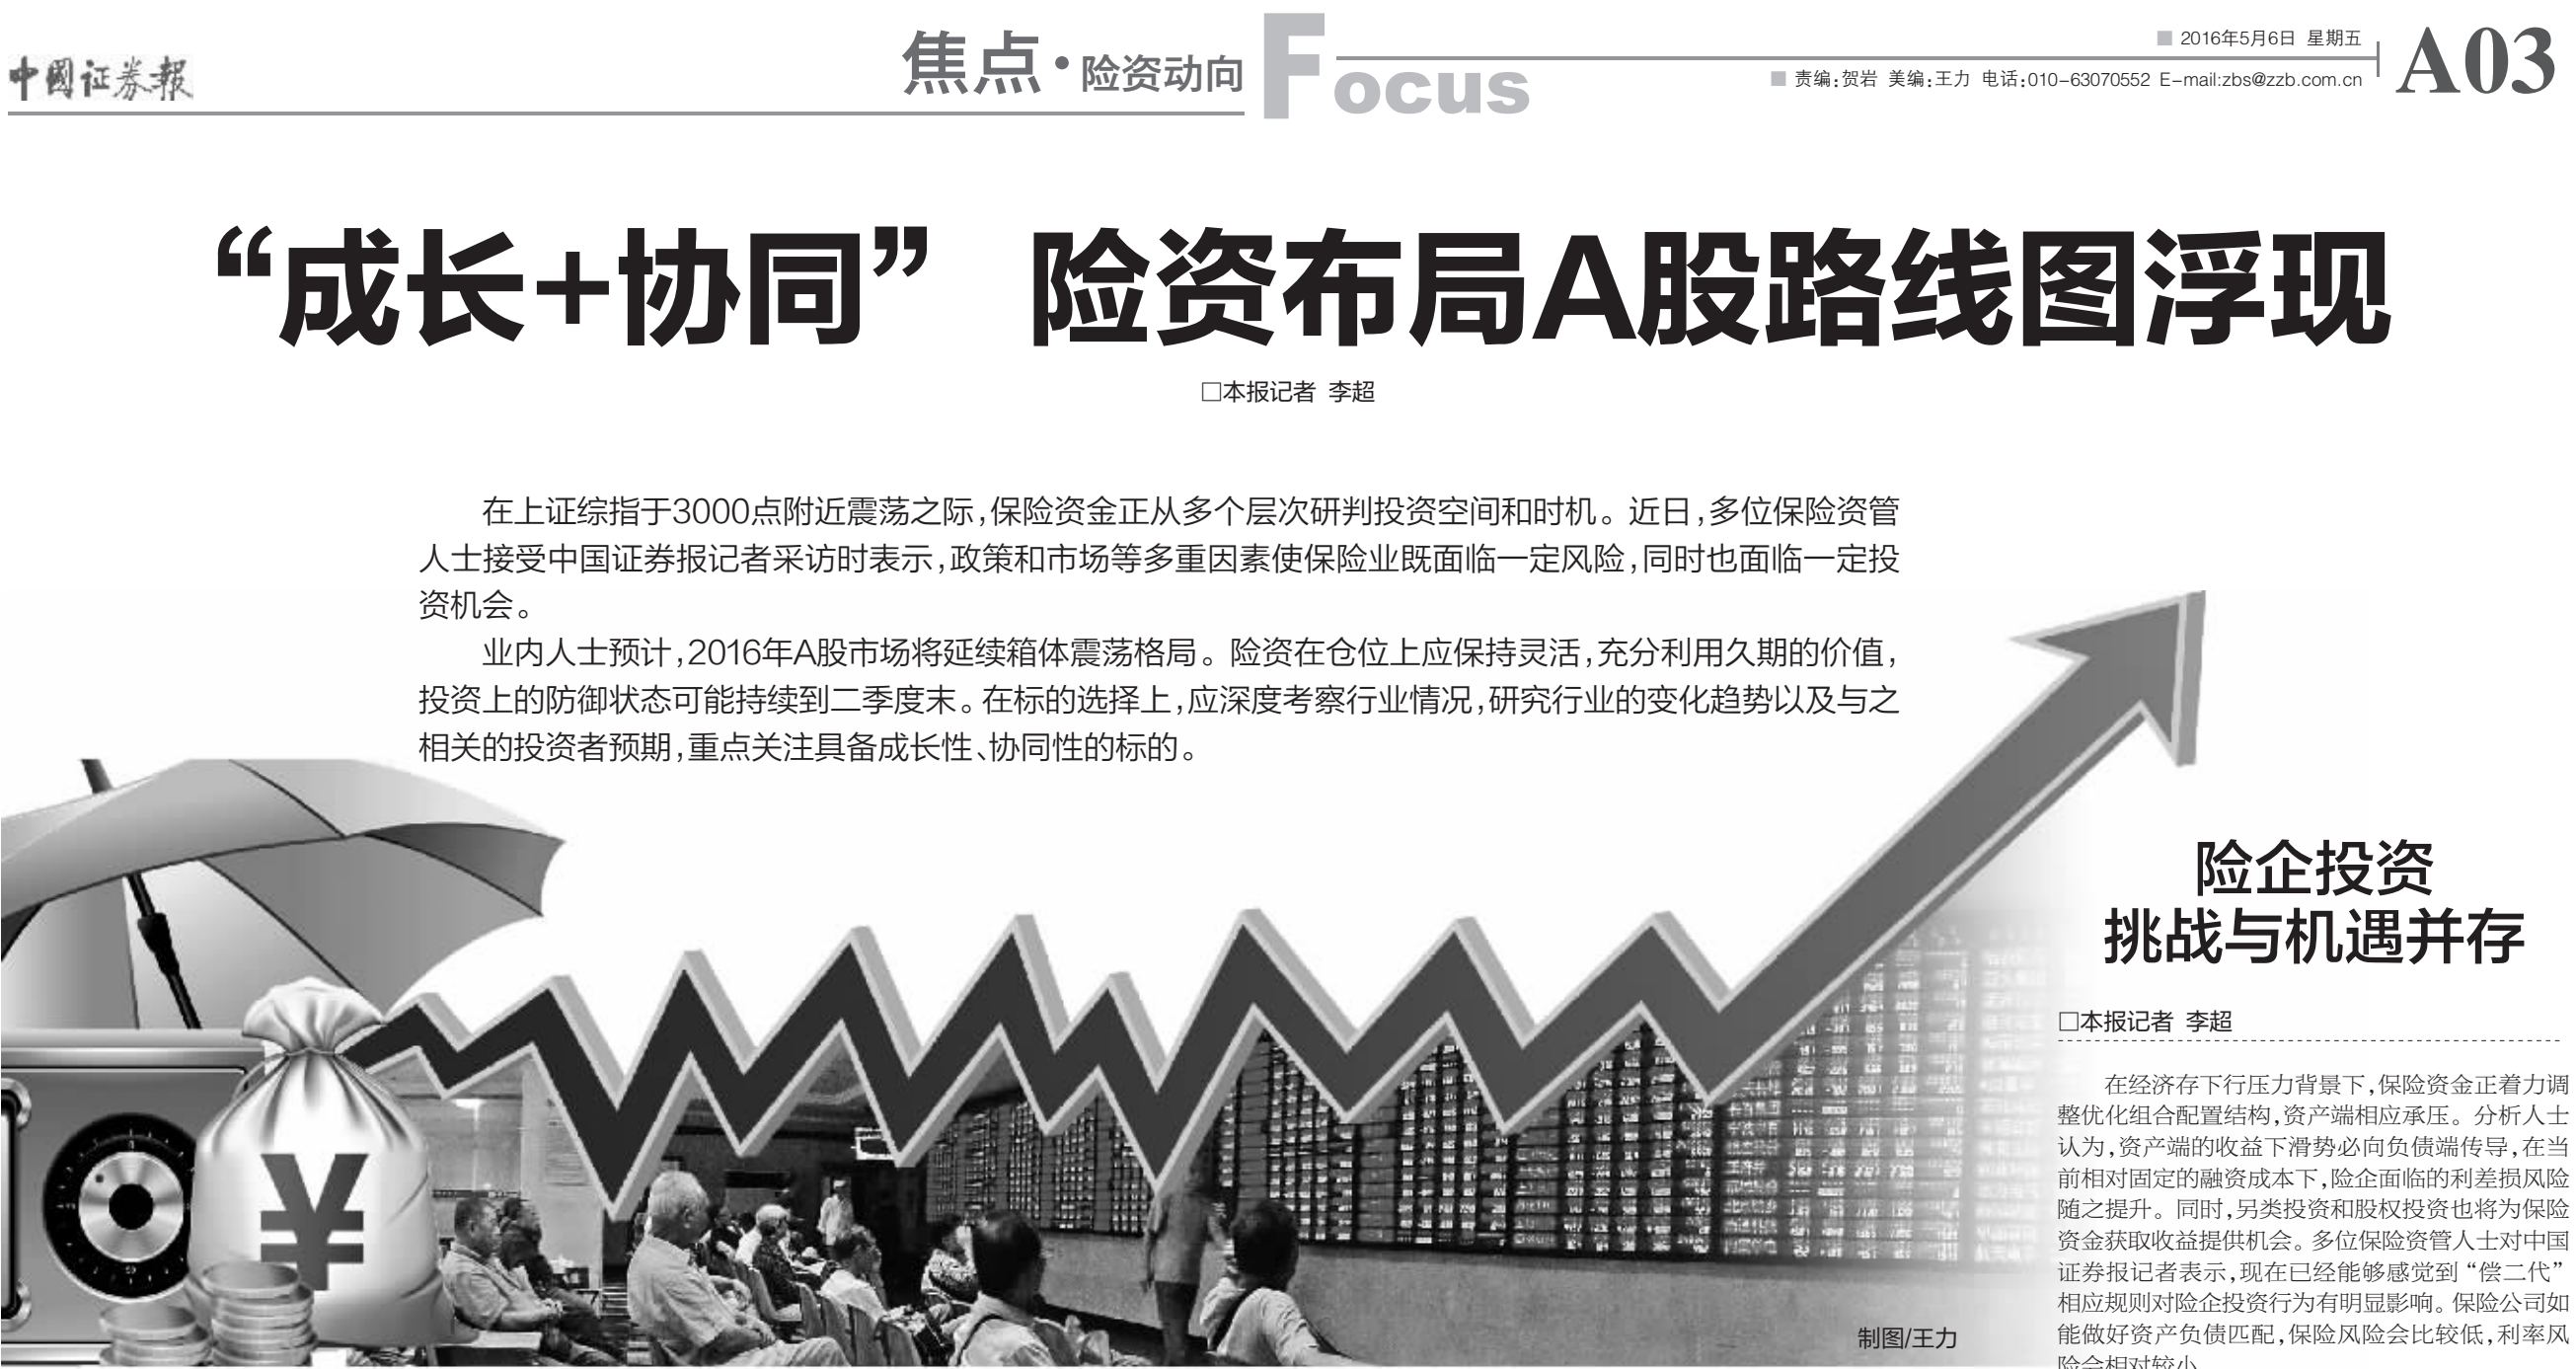 中國证券報
焦点·险资动向
Focus
■ 2016年5月6日 星期五
■ 责编:贺岩 美编:王力 电话:010-63070552 E-mail:zbs@zzb.com.cn
A03
“成长+协同” 险资布局A股路线图浮现
□本报记者 李超
在上证综指于3000点附近震荡之际,保险资金正从多个层次研判投资空间和时机。近日,多位保险资管
人士接受中国证券报记者采访时表示,政策和市场等多重因素使保险业既面临一定风险,同时也面临一定投
资机会。
业内人士预计,2016年A股市场将延续箱体震荡格局。险资在仓位上应保持灵活,充分利用久期的价值,
投资上的防御状态可能持续到二季度末。在标的选择上,应深度考察行业情况,研究行业的变化趋势以及与之
相关的投资者预期,重点关注具备成长性、协同性的标的。
¥
制图/王力
险企投资
挑战与机遇并存
□本报记者 李超
在经济存下行压力背景下,保险资金正着力调
整优化组合配置结构,资产端相应承压。分析人士
认为,资产端的收益下滑势必向负债端传导,在当
前相对固定的融资成本下,险企面临的利差损风险
随之提升。同时,另类投资和股权投资也将为保险
资金获取收益提供机会。多位保险资管人士对中国
证券报记者表示,现在已经能够感觉到“偿二代”
相应规则对险企投资行为有明显影响。保险公司如
能做好资产负债匹配,保险风险会比较低,利率风
险会相对较小